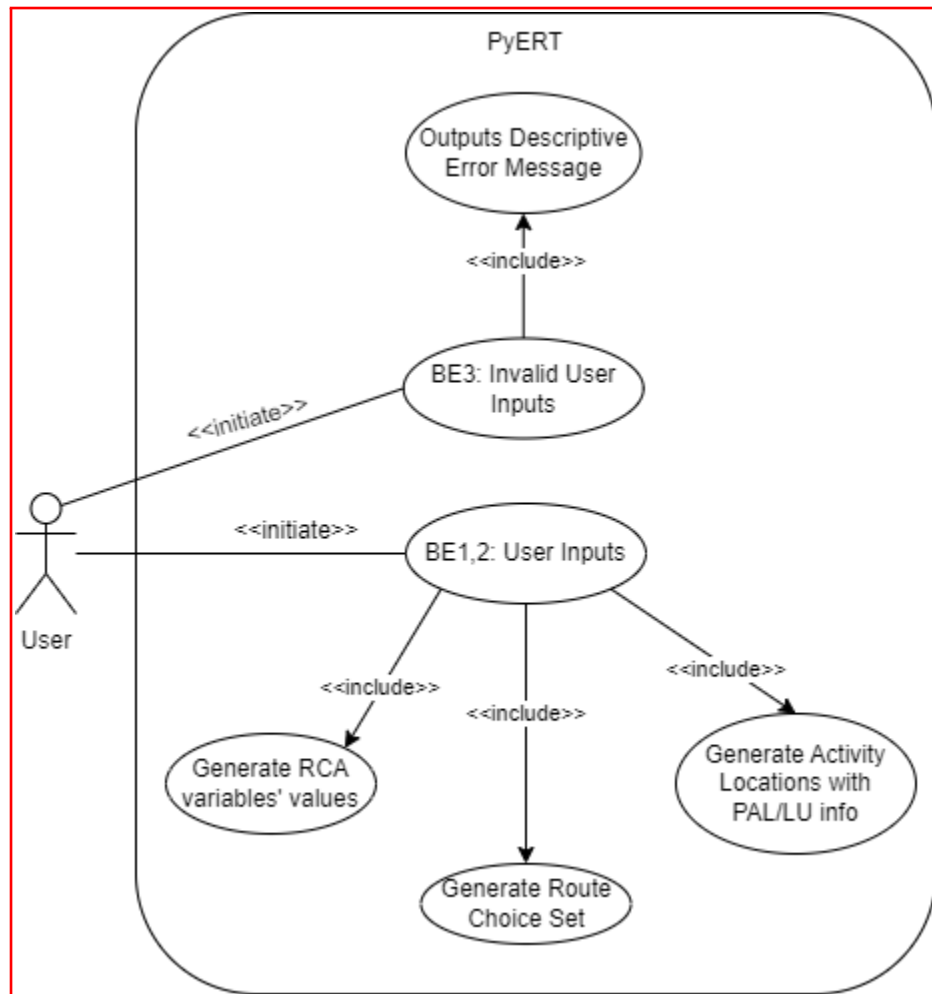 PyERT
Outputs Descriptive
Error Message
<<include>>
BE3: Invalid User
Inputs
<<initiate>>
<<initiate>>
BE1,2: User Inputs
User
<<include>>
<<include>>
<<include>>
Generate RCA
variables' values
Generate Activity
Locations with
PAL/LU info
Generate Route
Choice Set